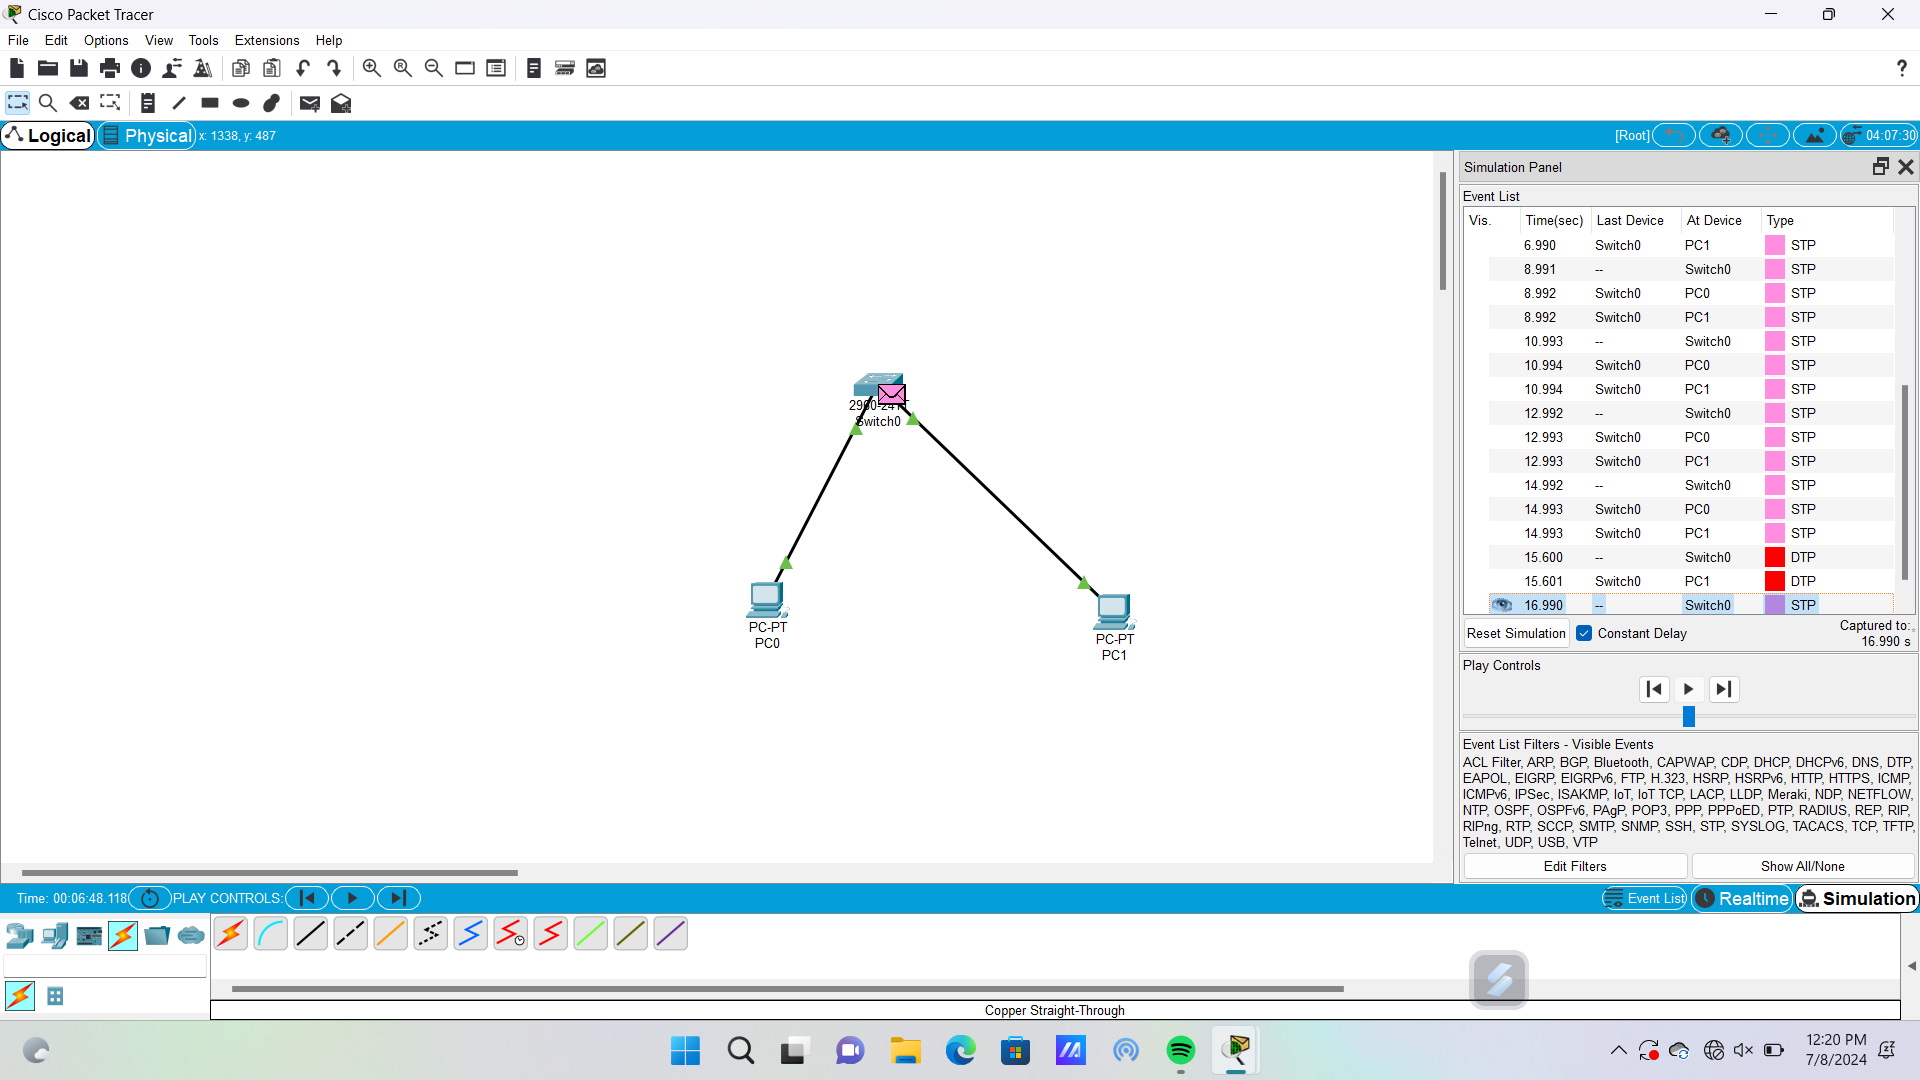 Cisco Packet Tracer
File Edit Options View Tools Extensions Help
Logical Physical x: 1338, y: 487 [Root] 04:07:30
Simulation Panel
Event List
Vis. Time(sec) Last Device At Device Type
6.990 Switch0 PC1 STP
8.991 -- Switch0 STP
8.992 Switch0 PC0 STP
8.992 Switch0 PC1 STP
10.993 -- Switch0 STP
10.994 Switch0 PC0 STP
10.994 Switch0 PC1 STP
12.992 -- Switch0 STP
12.993 Switch0 PC0 STP
12.993 Switch0 PC1 STP
14.992 -- Switch0 STP
14.993 Switch0 PC0 STP
14.993 Switch0 PC1 STP
15.600 -- Switch0 DTP
15.601 Switch0 PC1 DTP
16.990 -- Switch0 STP
Switch0
PC-PT
PC0
PC-PT
PC1
Reset Simulation Constant Delay Captured to:
16.990 s
Play Controls
Event List Filters - Visible Events
ACL Filter, ARP, BGP, Bluetooth, CAPWAP, CDP, DHCP, DHCPv6, DNS, DTP,
EAPOL, EIGRP, EIGRPv6, FTP, H.323, HSRP, HSRPv6, HTTP, HTTPS, ICMP,
ICMPv6, IPSec, ISAKMP, IoT, IoT TCP, LACP, LLDP, Meraki, NDP, NETFLOW,
NTP, OSPF, OSPFv6, PAgP, POP3, PPP, PPPoED, PTP, RADIUS, REP, RIP,
RIPng, RTP, SCCP, SMTP, SNMP, SSH, STP, SYSLOG, TACACS, TCP, TFTP,
Telnet, UDP, USB, VTP
Edit Filters Show All/None
Time: 00:06:48.118 PLAY CONTROLS: Event List Realtime Simulation
Copper Straight-Through
12:20 PM
7/8/2024